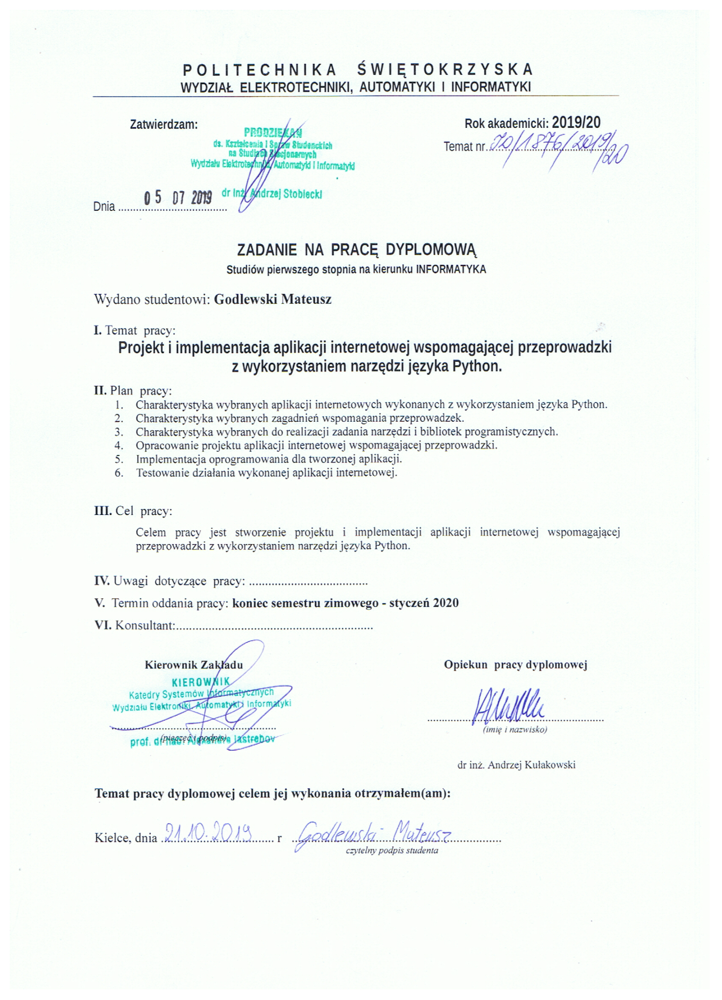 POLITECHNIKA ŚWIĘTOKRZYSKA
WYDZIAŁ ELEKTROTECHNIKI, AUTOMATYKI I INFORMATYKI
Zatwierdzam:
Rok akademicki: 2019/20
PRODZIEKAN
ds. Kształcenia i Spraw Studenckich
na Studiach Stacjonarnych
Wydziału Elektrotechniki, Automatyki i Informatyki
Temat nr. 70/1876/2019/20
dr inż. Andrzej Stobiecki
Dnia 05 07 2019
ZADANIE NA PRACĘ DYPLOMOWĄ
Studiów pierwszego stopnia na kierunku INFORMATYKA
Wydano studentowi: Godlewski Mateusz
I. Temat pracy:
Projekt i implementacja aplikacji internetowej wspomagającej przeprowadzki
z wykorzystaniem narzędzi języka Python.
II. Plan pracy:
1. Charakterystyka wybranych aplikacji internetowych wykonanych z wykorzystaniem języka Python.
2. Charakterystyka wybranych zagadnień wspomagania przeprowadzek.
3. Charakterystyka wybranych do realizacji zadania narzędzi i bibliotek programistycznych.
4. Opracowanie projektu aplikacji internetowej wspomagającej przeprowadzki.
5. Implementacja oprogramowania dla tworzonej aplikacji.
6. Testowanie działania wykonanej aplikacji internetowej.
III. Cel pracy:
Celem pracy jest stworzenie projektu i implementacji aplikacji internetowej wspomagającej
przeprowadzki z wykorzystaniem narzędzi języka Python.
IV. Uwagi dotyczące pracy: ....................................
V. Termin oddania pracy: koniec semestru zimowego - styczeń 2020
VI. Konsultant:............................................................
Kierownik Zakładu
Opiekun pracy dyplomowej
KIEROWNIK
Katedry Systemów Informatycznych
Wydziału Elektroniki, Automatyki i Informatyki
(pieczęć i podpis)
(imię i nazwisko)
prof. dr hab. Aleksandra Jastrebov
dr inż. Andrzej Kułakowski
Temat pracy dyplomowej celem jej wykonania otrzymałem(am):
Kielce, dnia 21.10.2019 r Godlewski Mateusz
czytelny podpis studenta